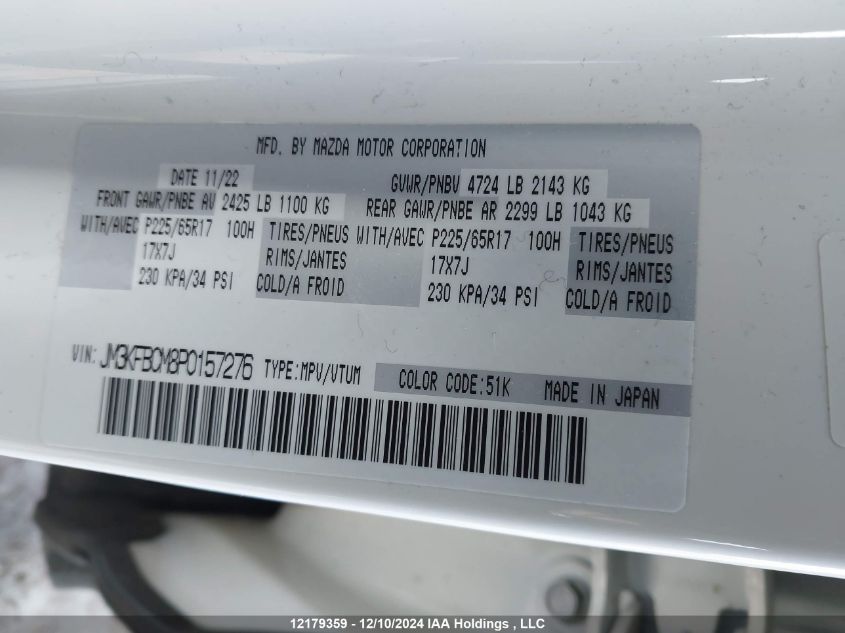 MFD. BY MAZDA MOTOR CORPORATION
DATE 11/22 GVWR/PNBV 4724 LB 2143 KG
FRONT GAWR/PNBE AV 2425 LB 1100 KG REAR GAWR/PNBE AR 2299 LB 1043 KG
WITH/AVEC P225/65R17 100H TIRES/PNEUS WITH/AVEC P225/65R17 100H TIRES/PNEUS
17X7J RIMS/JANTES 17X7J RIMS/JANTES
230 KPA/34 PSI COLD/A FROID 230 KPA/34 PSI COLD/A FROID
VIN: JM3KFBCM8P0157276 TYPE:MPV/VTUM COLOR CODE:51K MADE IN JAPAN
12179359 - 12/10/2024 IAA Holdings , LLC